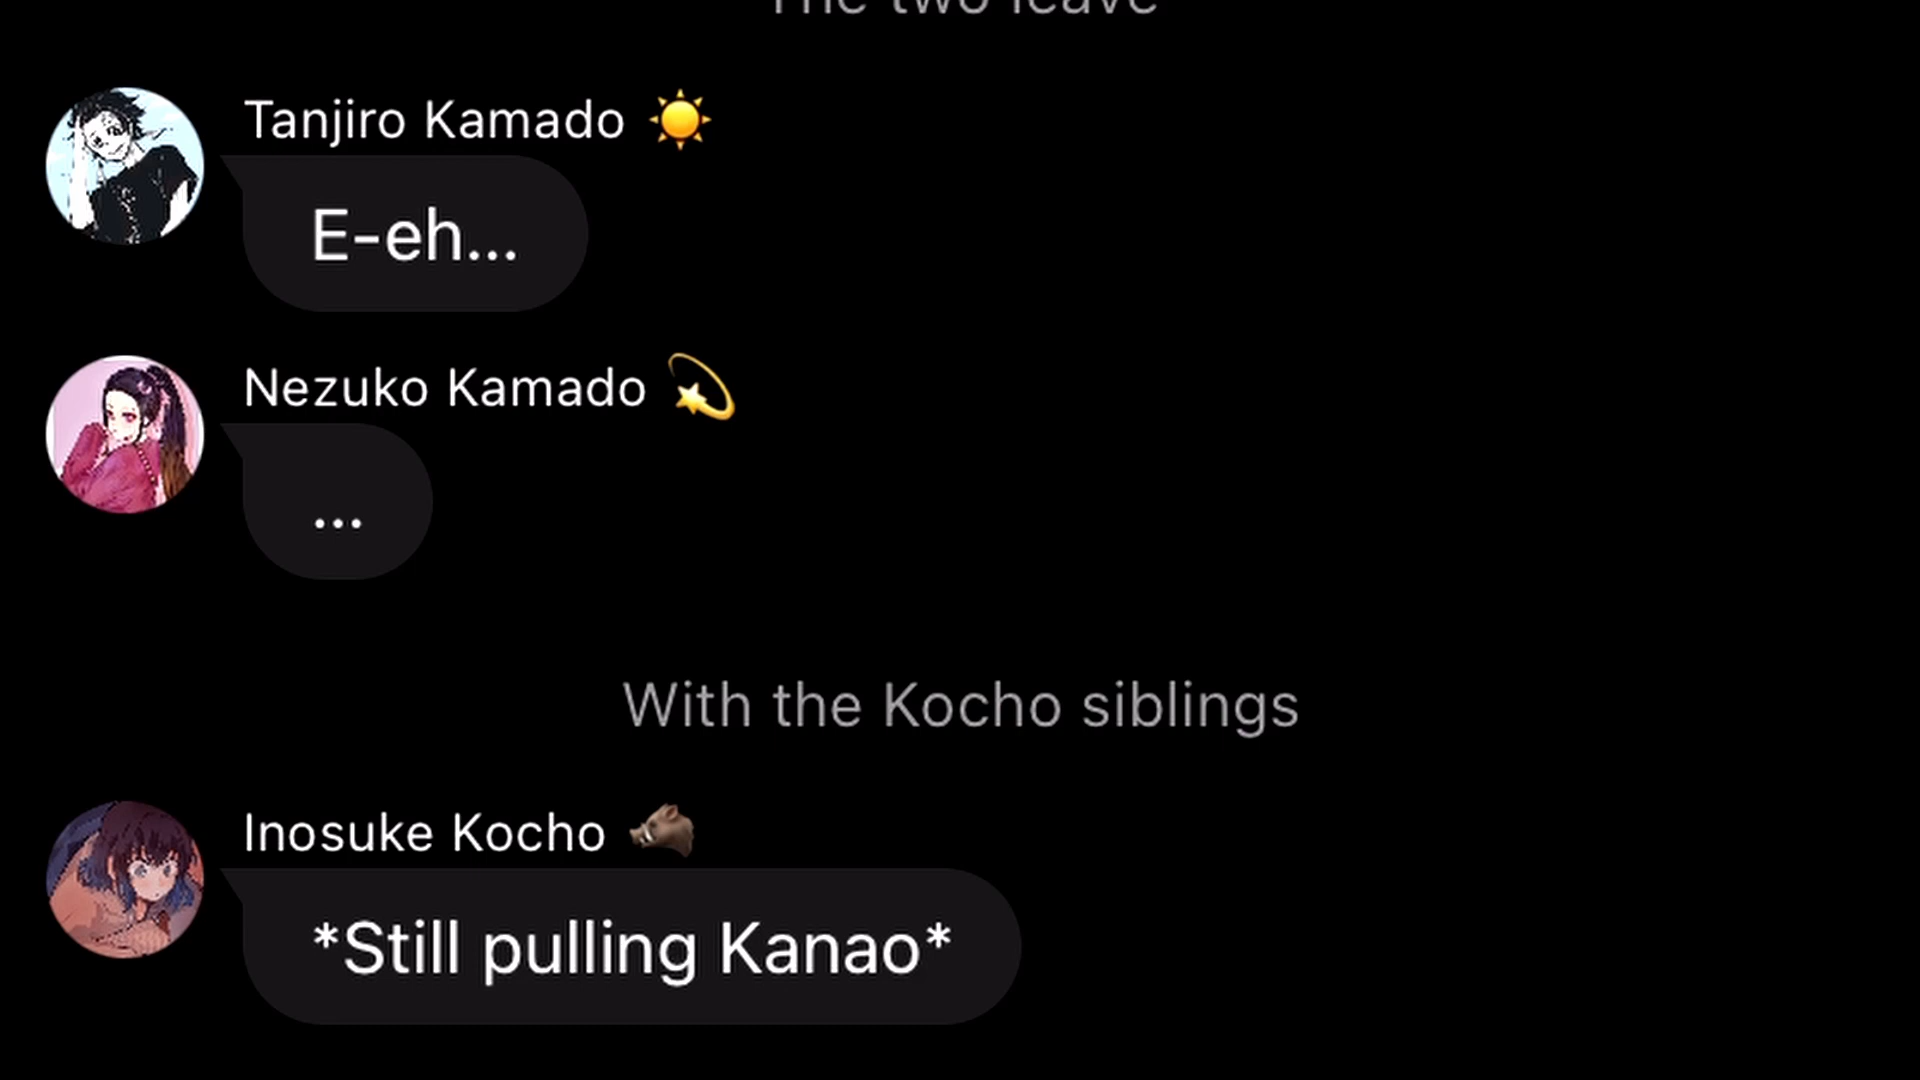 The two leave
Tanjiro Kamado ☀️
E-eh...
Nezuko Kamado 💫
...
With the Kocho siblings
Inosuke Kocho 🐗
*Still pulling Kanao*